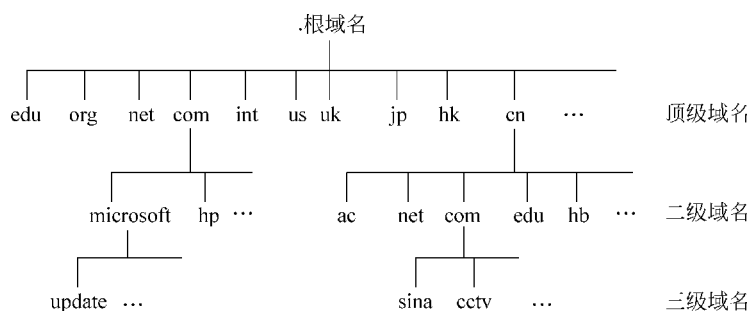 .根域名
edu org net com int us uk jp hk cn … 顶级域名
microsoft hp … ac net com edu hb … 二级域名
update … sina cctv … 三级域名